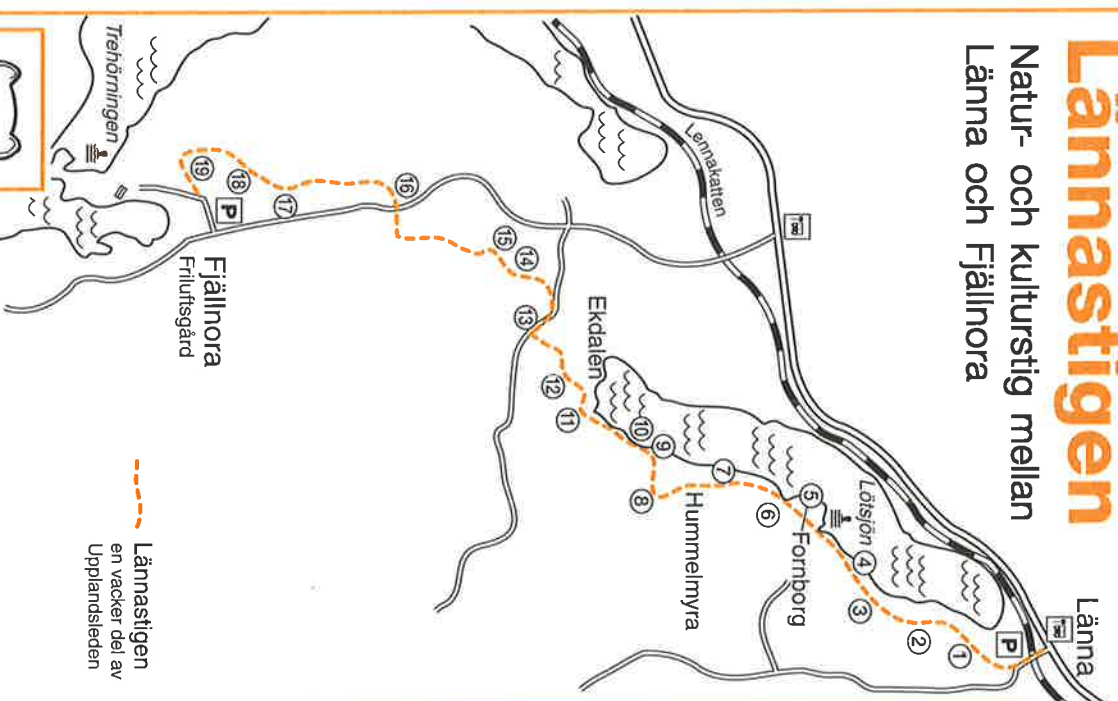 Lännastigen
Natur- och kulturstig mellan
Länna och Fjällnora
Länna
P
1
2
3
4
Lötsjön
5
Fornborg
6
7
Hummelmyra
8
9
10
Ekdalen
11
12
13
14
15
16
17
18
19
P
Lennakatten
Trehörningen
Fjällnora
Friluftsgård
Lännastigen
en vacker del av
Upplandsleden